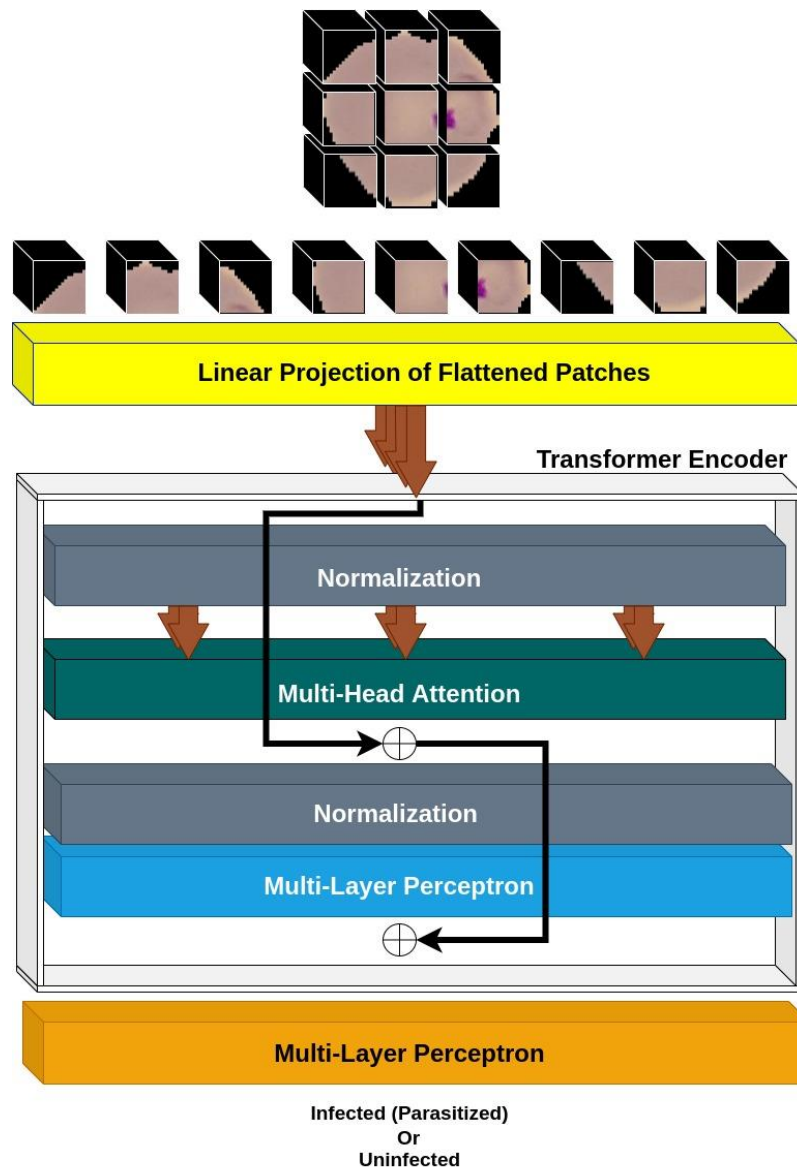 Linear Projection of Flattened Patches
Transformer Encoder
Normalization
Multi-Head Attention
Normalization
Multi-Layer Perceptron
Multi-Layer Perceptron
Infected (Parasitized)
Or
Uninfected